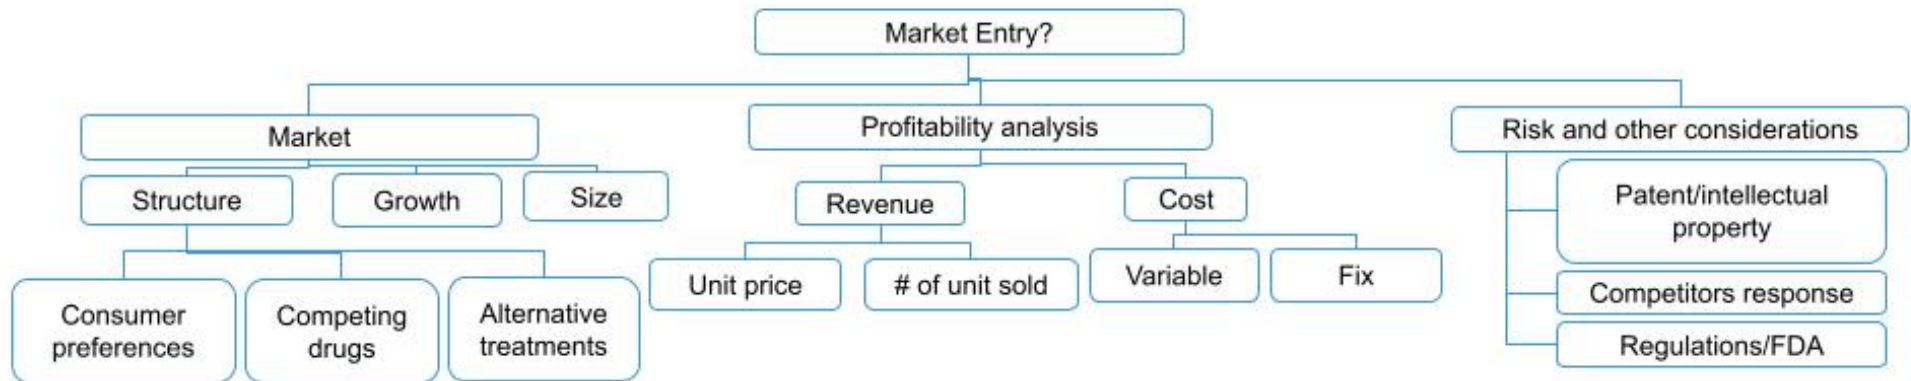 Market Entry?
Market
Profitability analysis
Risk and other considerations
Structure
Growth
Size
Revenue
Cost
Patent/intellectual
property
Consumer
preferences
Competing
drugs
Alternative
treatments
Unit price
# of unit sold
Variable
Fix
Competitors response
Regulations/FDA